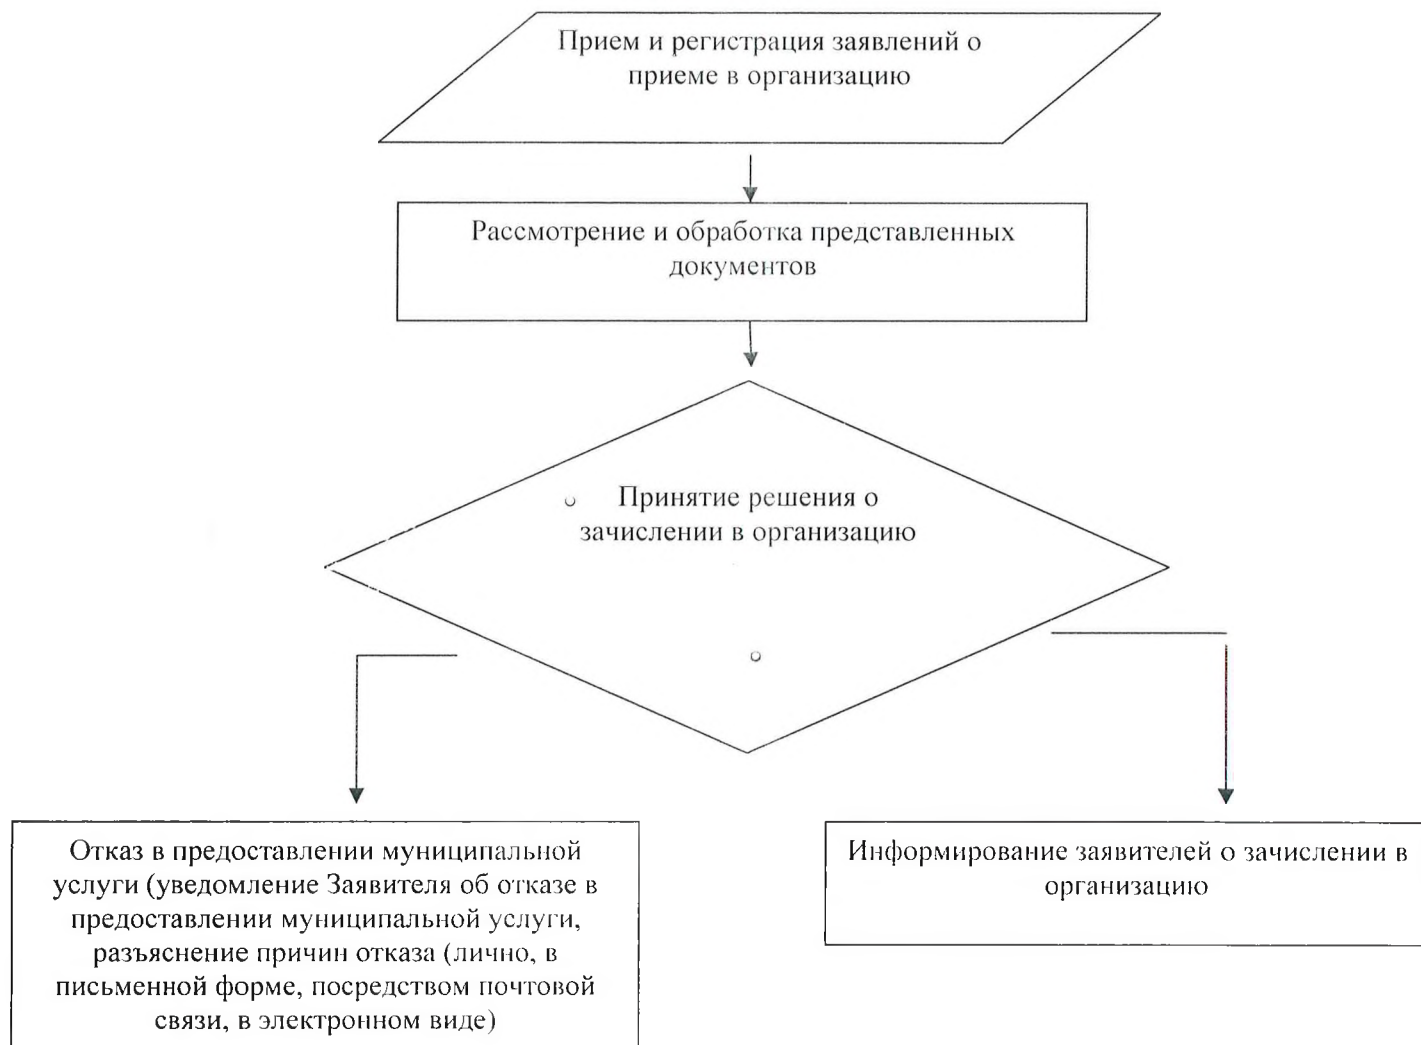 Прием и регистрация заявлений о
приеме в организацию
Рассмотрение и обработка представленных
документов
Принятие решения о
зачислении в организацию
Отказ в предоставлении муниципальной
услуги (уведомление Заявителя об отказе в
предоставлении муниципальной услуги,
разъяснение причин отказа (лично, в
письменной форме, посредством почтовой
связи, в электронном виде)
Информирование заявителей о зачислении в
организацию